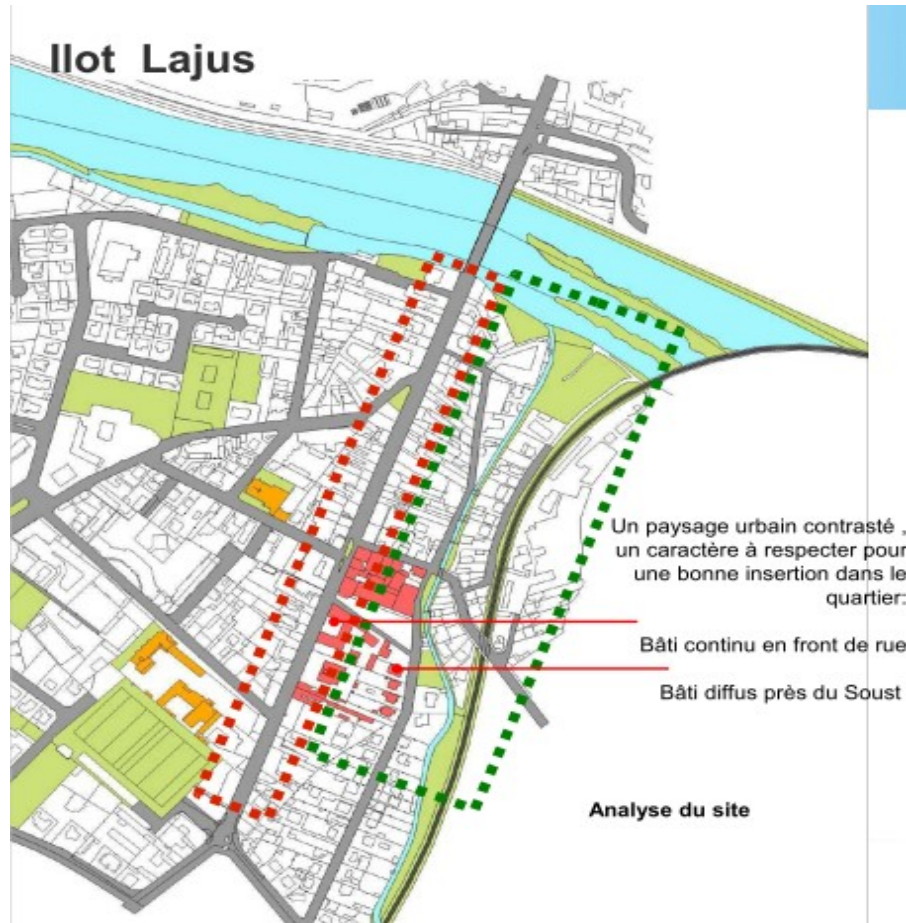 Ilot Lajus
Un paysage urbain contrasté ,
un caractère à respecter pour
une bonne insertion dans le
quartier:
Bâti continu en front de rue
Bâti diffus près du Soust
Analyse du site